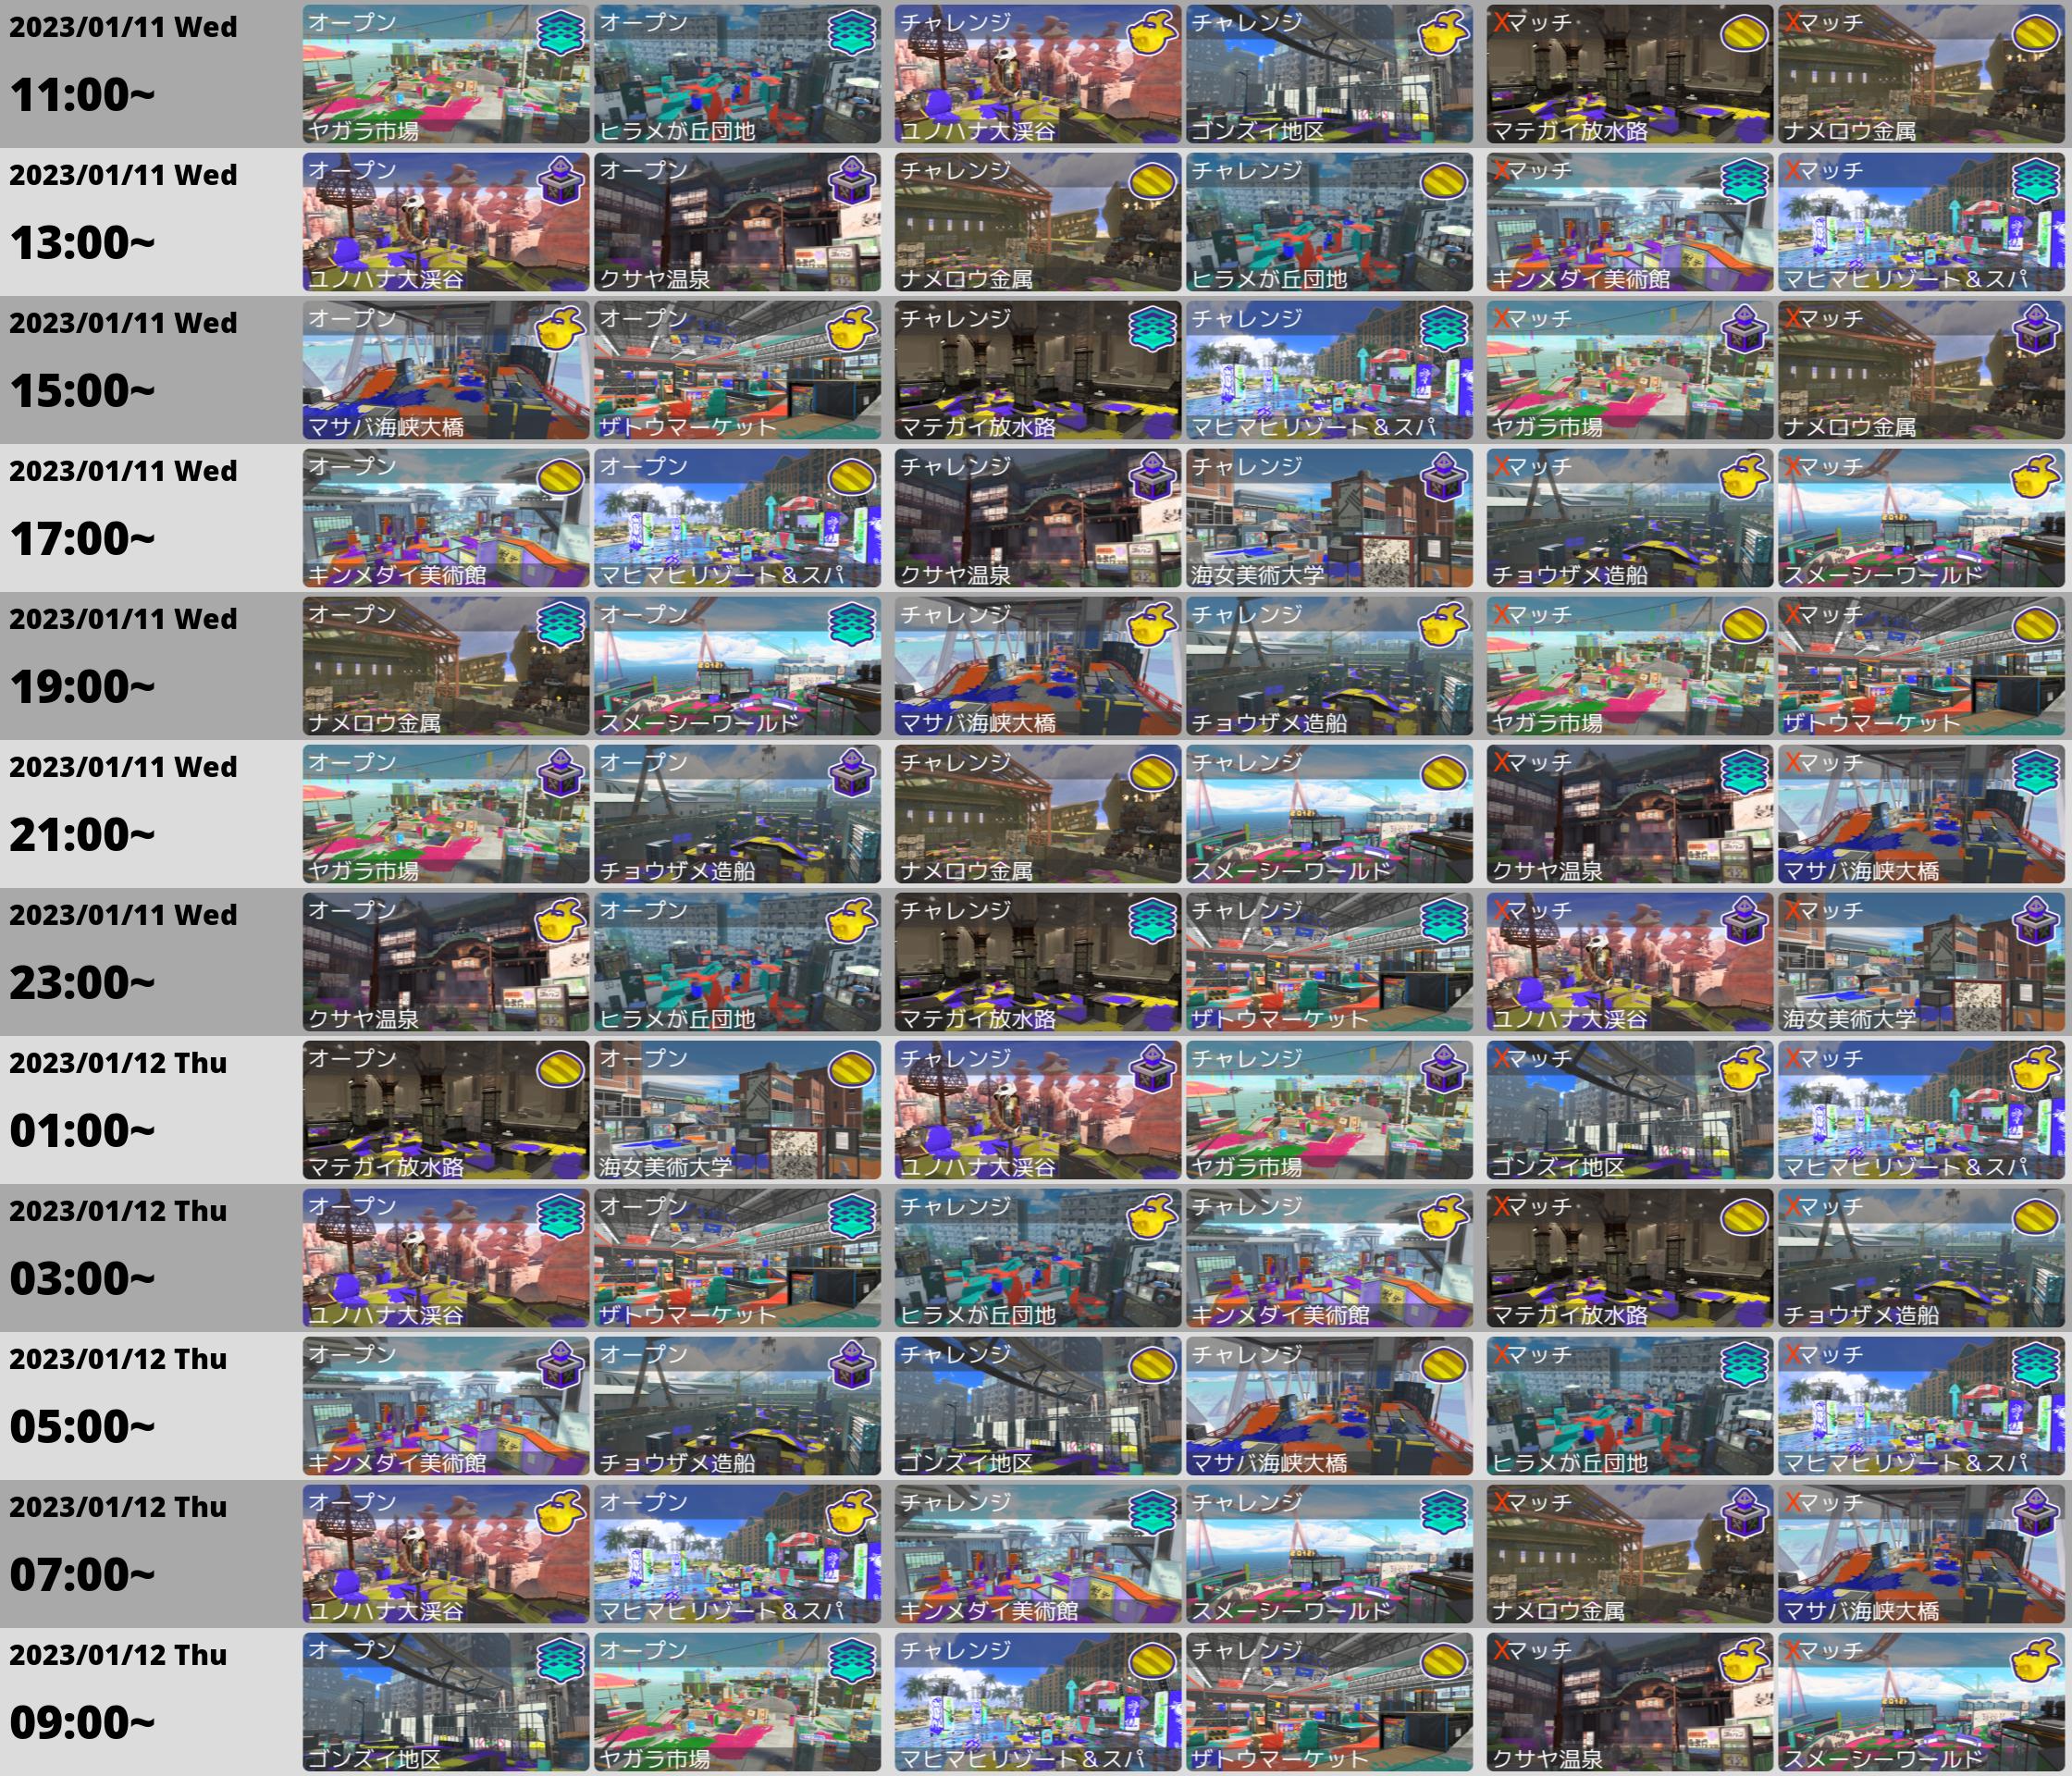 2023/01/11 Wed
11:00~
オープン
ヤガラ市場
オープン
ヒラメが丘団地
チャレンジ
ユノハナ大渓谷
チャレンジ
ゴンズイ地区
Xマッチ
マテガイ放水路
Xマッチ
ナメロウ金属
2023/01/11 Wed
13:00~
オープン
ユノハナ大渓谷
オープン
クサヤ温泉
チャレンジ
ナメロウ金属
チャレンジ
ヒラメが丘団地
Xマッチ
キンメダイ美術館
Xマッチ
マヒマヒリゾート&スパ
2023/01/11 Wed
15:00~
オープン
マサバ海峡大橋
オープン
ザトウマーケット
チャレンジ
マテガイ放水路
チャレンジ
マヒマヒリゾート&スパ
Xマッチ
ヤガラ市場
Xマッチ
ナメロウ金属
2023/01/11 Wed
17:00~
オープン
キンメダイ美術館
オープン
マヒマヒリゾート&スパ
チャレンジ
クサヤ温泉
チャレンジ
海女美術大学
Xマッチ
チョウザメ造船
Xマッチ
スメーシーワールド
2023/01/11 Wed
19:00~
オープン
ナメロウ金属
オープン
スメーシーワールド
チャレンジ
マサバ海峡大橋
チャレンジ
チョウザメ造船
Xマッチ
ヤガラ市場
Xマッチ
ザトウマーケット
2023/01/11 Wed
21:00~
オープン
ヤガラ市場
オープン
チョウザメ造船
チャレンジ
ナメロウ金属
チャレンジ
スメーシーワールド
Xマッチ
クサヤ温泉
Xマッチ
マサバ海峡大橋
2023/01/11 Wed
23:00~
オープン
クサヤ温泉
オープン
ヒラメが丘団地
チャレンジ
マテガイ放水路
チャレンジ
ザトウマーケット
Xマッチ
ユノハナ大渓谷
Xマッチ
海女美術大学
2023/01/12 Thu
01:00~
オープン
マテガイ放水路
オープン
海女美術大学
チャレンジ
ユノハナ大渓谷
チャレンジ
ヤガラ市場
Xマッチ
ゴンズイ地区
Xマッチ
マヒマヒリゾート&スパ
2023/01/12 Thu
03:00~
オープン
ユノハナ大渓谷
オープン
ザトウマーケット
チャレンジ
ヒラメが丘団地
チャレンジ
キンメダイ美術館
Xマッチ
マテガイ放水路
Xマッチ
チョウザメ造船
2023/01/12 Thu
05:00~
オープン
キンメダイ美術館
オープン
チョウザメ造船
チャレンジ
ゴンズイ地区
チャレンジ
マサバ海峡大橋
Xマッチ
ヒラメが丘団地
Xマッチ
マヒマヒリゾート&スパ
2023/01/12 Thu
07:00~
オープン
ユノハナ大渓谷
オープン
マヒマヒリゾート&スパ
チャレンジ
キンメダイ美術館
チャレンジ
スメーシーワールド
Xマッチ
ナメロウ金属
Xマッチ
マサバ海峡大橋
2023/01/12 Thu
09:00~
オープン
ゴンズイ地区
オープン
ヤガラ市場
チャレンジ
マヒマヒリゾート&スパ
チャレンジ
ザトウマーケット
Xマッチ
クサヤ温泉
Xマッチ
スメーシーワールド